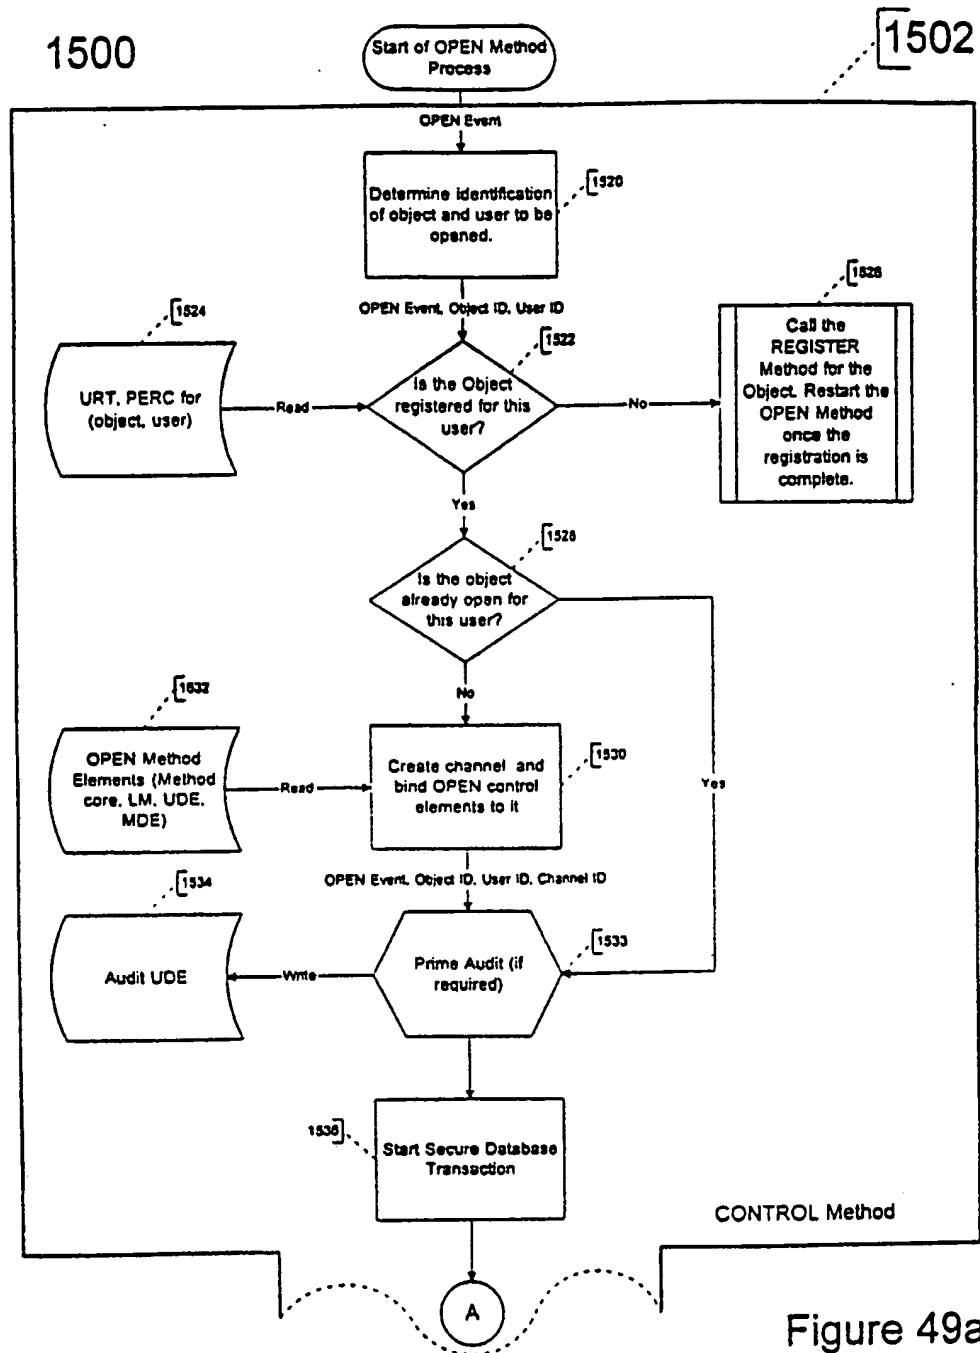 1500
1502
Start of OPEN Method
Process
OPEN Event
1520
Determine identification
of object and user to be
opened.
OPEN Event, Object ID, User ID
1524
1522
1526
URT, PERC for
(object, user)
Read
Is the Object
registered for this
user?
No
Call the
REGISTER
Method for the
Object. Restart the
OPEN Method
once the
registration is
complete.
Yes
1528
Is the object
already open for
this user?
No
Yes
1532
OPEN Method
Elements (Method
core, LM, UDE,
MDE)
Read
Create channel and
bind OPEN control
elements to it
1530
OPEN Event, Object ID, User ID, Channel ID
1534
Audit UDE
Write
Prime Audit (if
required)
1533
1536
Start Secure Database
Transaction
CONTROL Method
A
Figure 49a